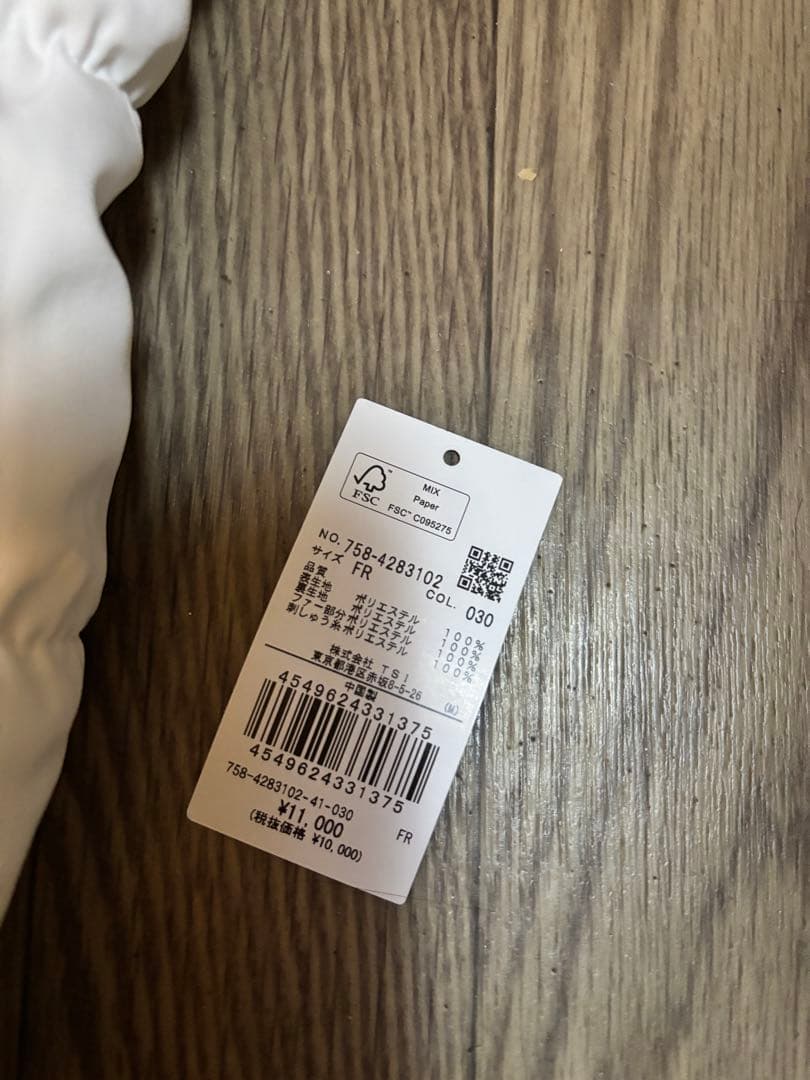 FSC™
MIX
Paper
FSC™ C095275
NO. 758-4283102
サイズ FR
COL. 030
品質
表生地 ポリエステル 100%
裏生地 ポリエステル 100%
ファー部分ポリエステル 100%
刺しゅう糸ポリエステル 100%
株式会社 TSI
東京都港区赤坂8-5-26
中国製 (M)
4549624331375
4549624331375
758-4283102-41-030
¥11,000 FR
(税抜価格 ¥10,000)